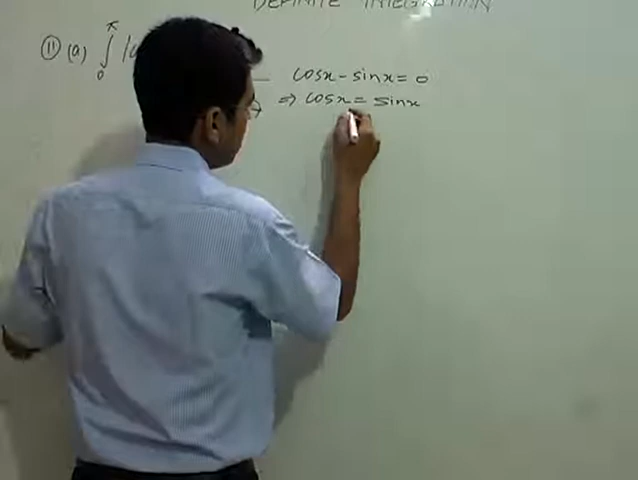 DEFINITE INTEGRATION
⑪ (a) ∫₀^π |c
cosx - sinx = 0
⇒ cosx = sinx